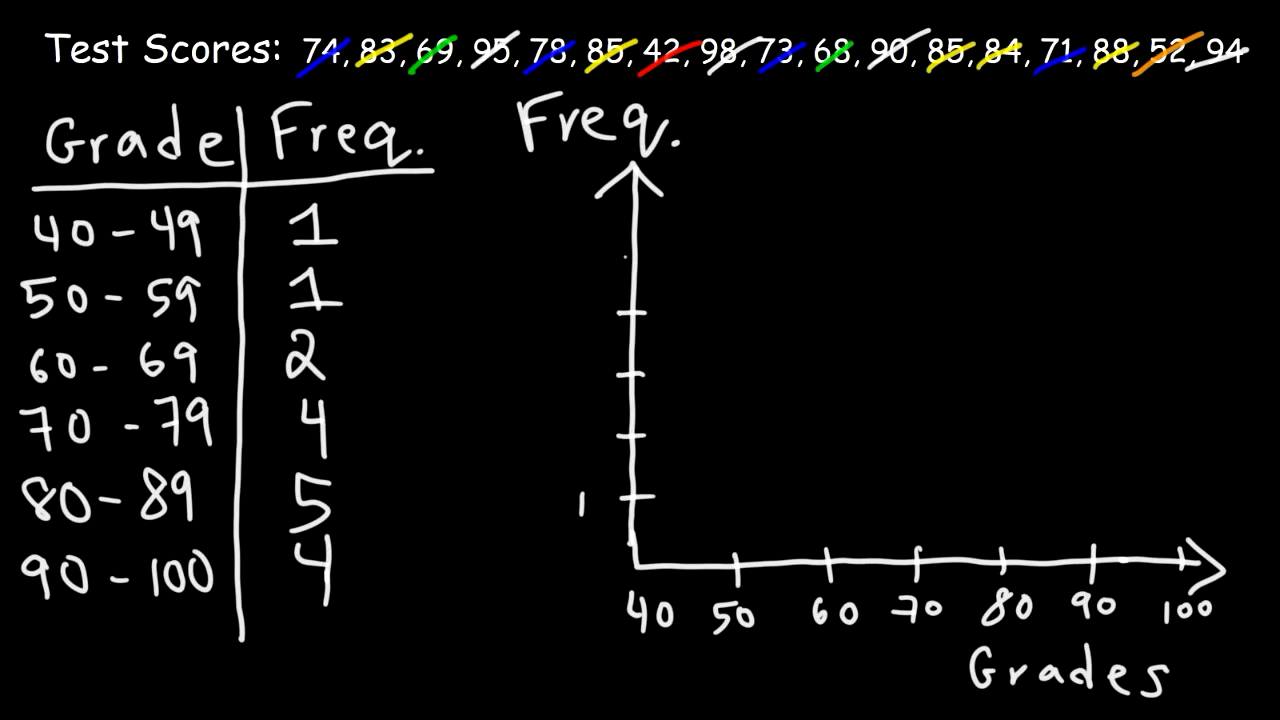 Test Scores: 74, 83, 69, 95, 78, 85, 42, 98, 73, 68, 90, 85, 84, 71, 88, 52, 94
Grade Freq.
40 - 49 1
50 - 59 1
60 - 69 2
70 - 79 4
80 - 89 5
90 - 100 4
Freq.
1
40 50 60 70 80 90 100
Grades